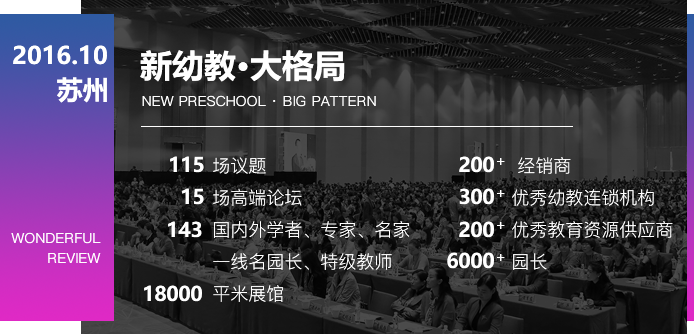 2016.10
苏州
WONDERFUL
REVIEW
新幼教·大格局
NEW PRESCHOOL · BIG PATTERN
115 场议题
15 场高端论坛
143 国内外学者、专家、名家
一线名园长、特级教师
18000 平米展馆
200+ 经销商
300+ 优秀幼教连锁机构
200+ 优秀教育资源供应商
6000+ 园长